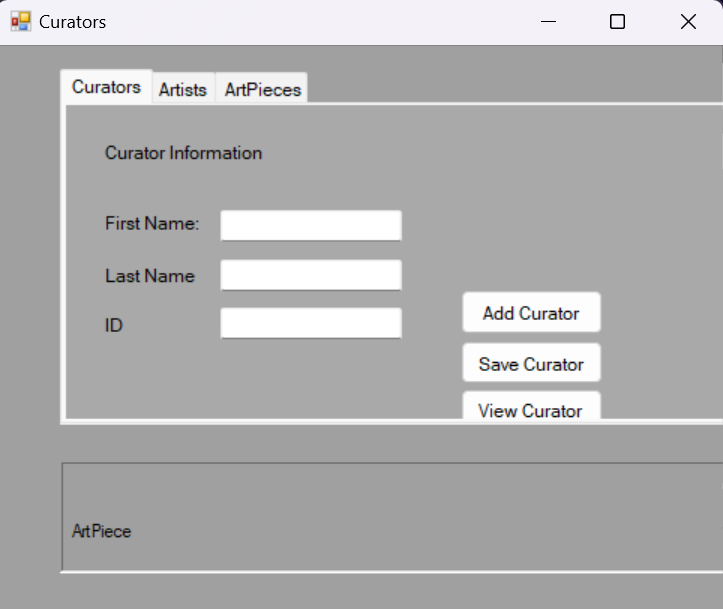 Curators
Curators Artists ArtPieces
Curator Information
First Name:
Last Name
ID
Add Curator
Save Curator
View Curator
ArtPiece